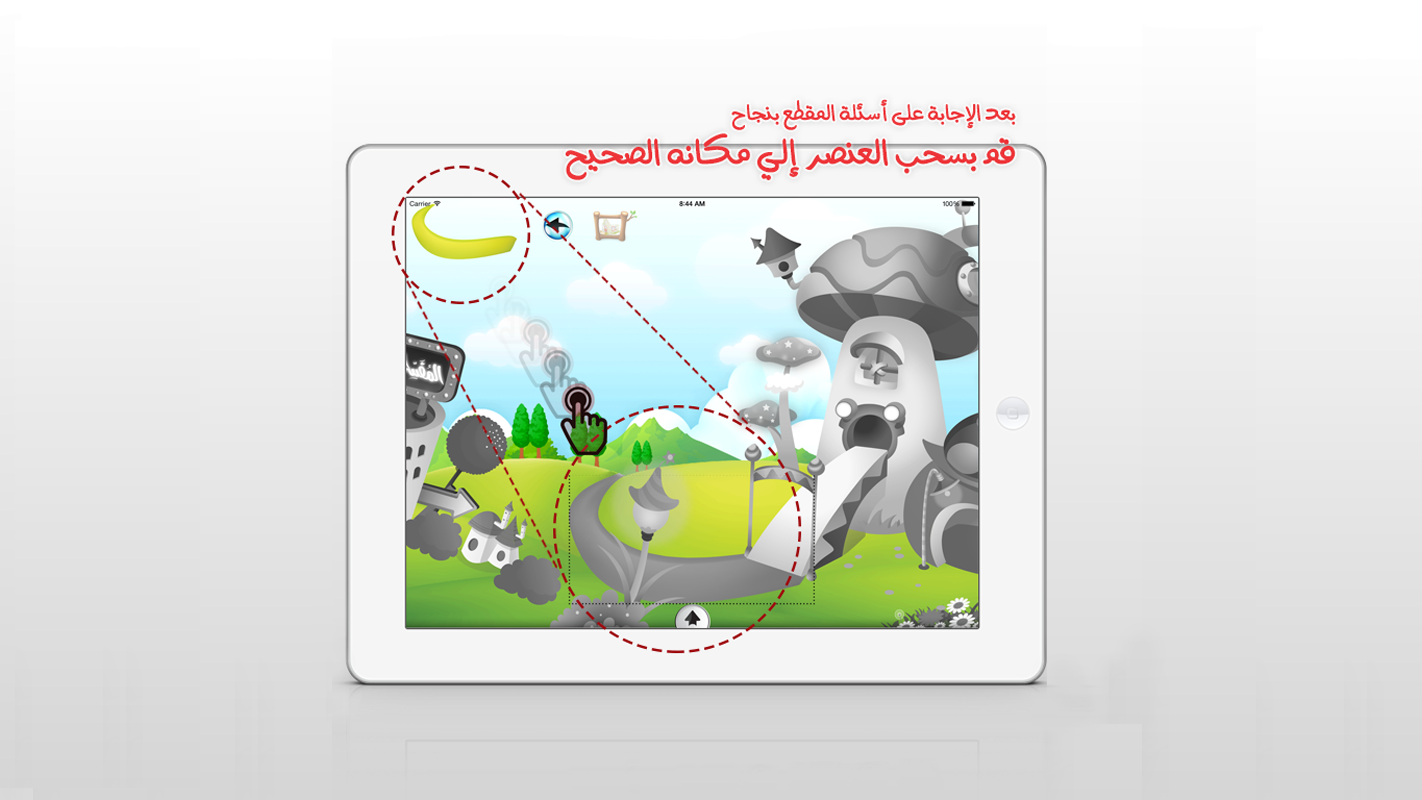 بعد الإجابة على أسئلة المقطع بنجاح
قم بسحب العنصر إلي مكانه الصحيح
Carrier 8:44 AM 100%